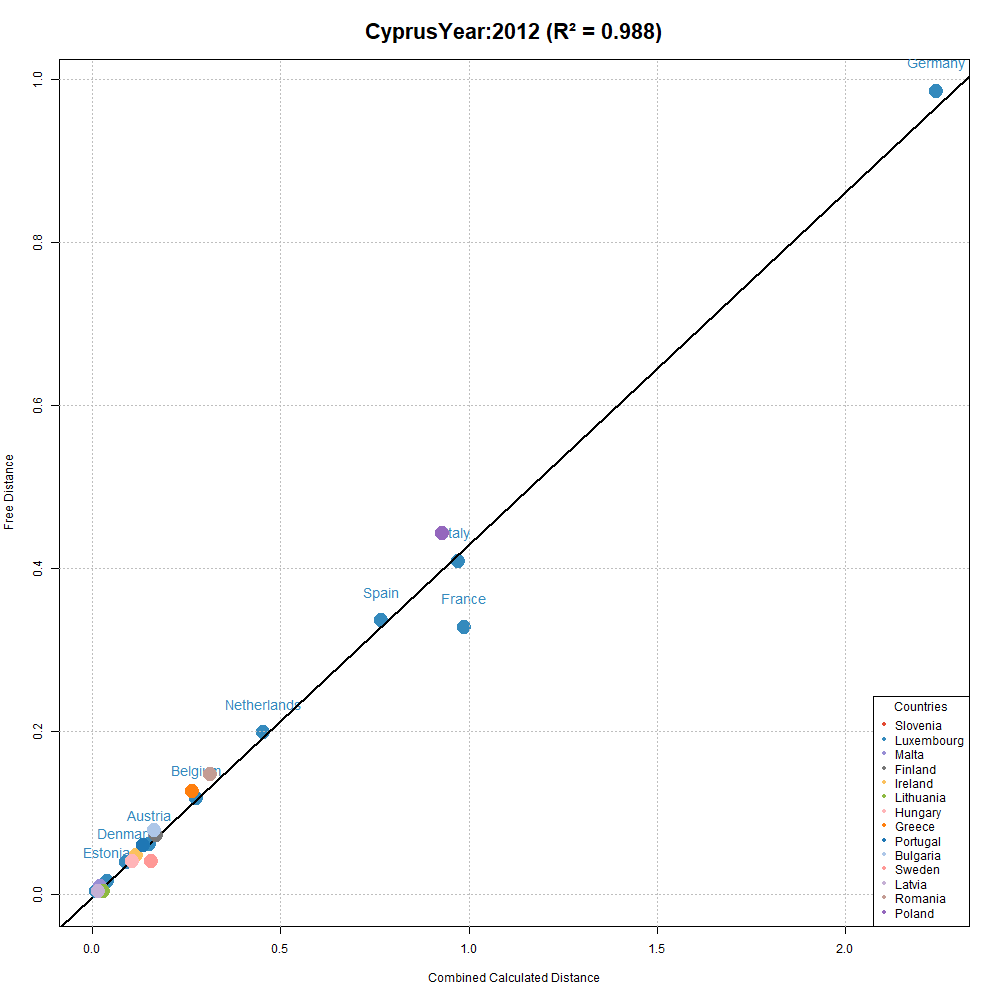 CyprusYear:2012 (R² = 0.988)
Germany
1.0
0.8
0.6
Free Distance
Italy
0.4
Spain
France
Netherlands
0.2
Belgium
Austria
Denmark
Estonia
0.0
Countries
Slovenia
Luxembourg
Malta
Finland
Ireland
Lithuania
Hungary
Greece
Portugal
Bulgaria
Sweden
Latvia
Romania
Poland
0.0 0.5 1.0 1.5 2.0
Combined Calculated Distance